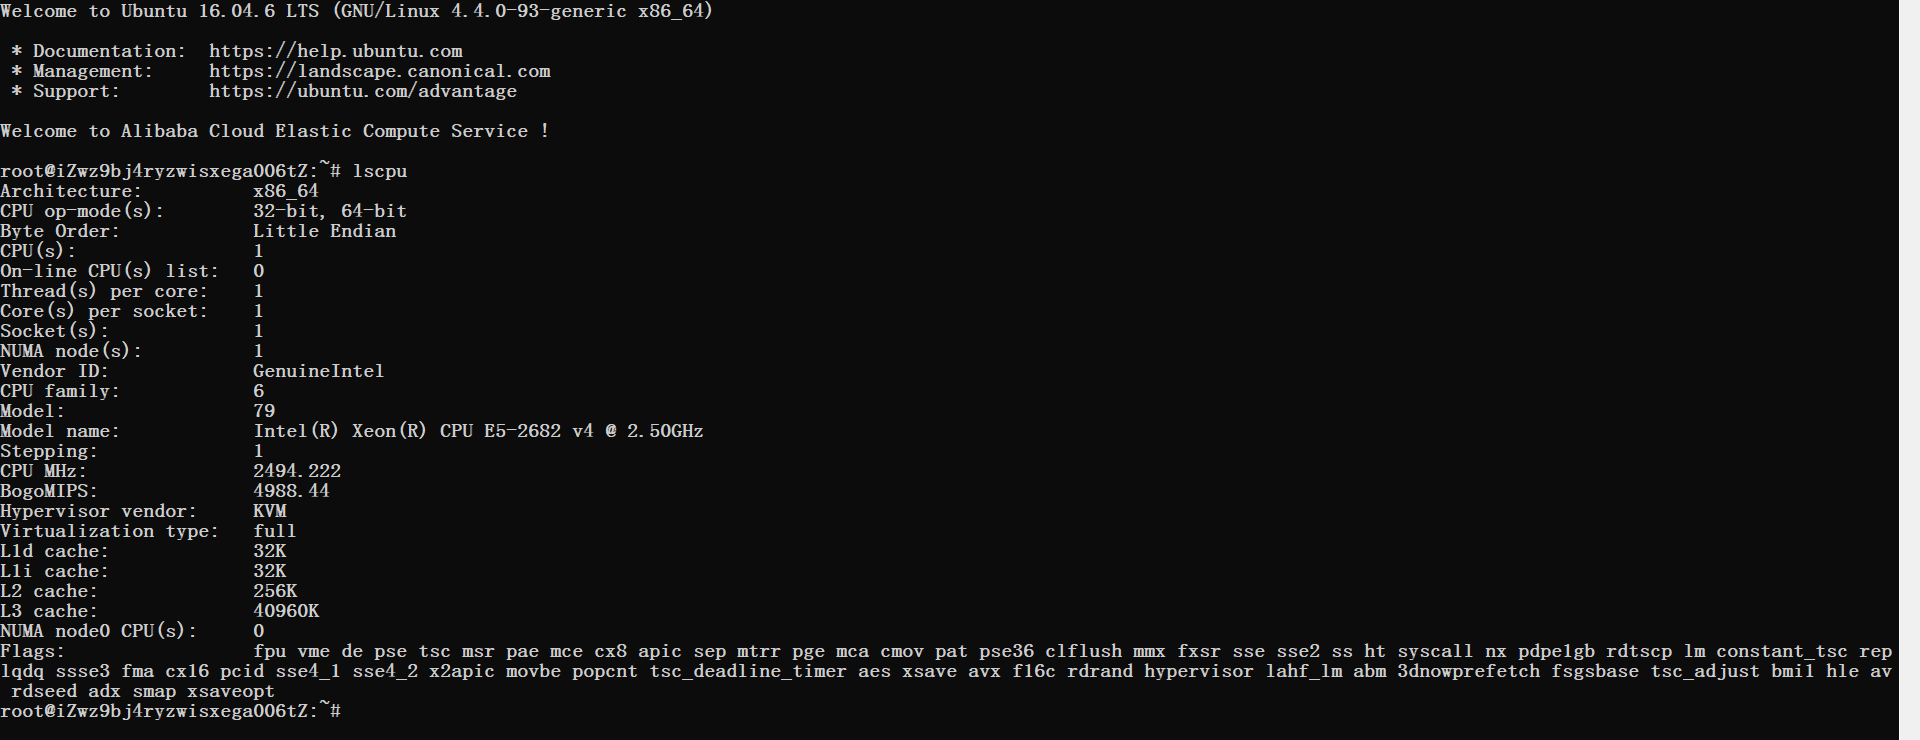 Welcome to Ubuntu 16.04.6 LTS (GNU/Linux 4.4.0-93-generic x86_64)
* Documentation:  https://help.ubuntu.com
* Management:     https://landscape.canonical.com
* Support:        https://ubuntu.com/advantage
Welcome to Alibaba Cloud Elastic Compute Service !
root@iZwz9bj4ryzwisxega006tZ:~# lscpu
Architecture:          x86_64
CPU op-mode(s):        32-bit, 64-bit
Byte Order:            Little Endian
CPU(s):                1
On-line CPU(s) list:   0
Thread(s) per core:    1
Core(s) per socket:    1
Socket(s):             1
NUMA node(s):          1
Vendor ID:             GenuineIntel
CPU family:            6
Model:                 79
Model name:            Intel(R) Xeon(R) CPU E5-2682 v4 @ 2.50GHz
Stepping:              1
CPU MHz:               2494.222
BogoMIPS:              4988.44
Hypervisor vendor:     KVM
Virtualization type:   full
L1d cache:             32K
L1i cache:             32K
L2 cache:              256K
L3 cache:              40960K
NUMA node0 CPU(s):     0
Flags:                 fpu vme de pse tsc msr pae mce cx8 apic sep mtrr pge mca cmov pat pse36 clflush mmx fxsr sse sse2 ss ht syscall nx pdpe1gb rdtscp lm constant_tsc rep
lqdq ssse3 fma cx16 pcid sse4_1 sse4_2 x2apic movbe popcnt tsc_deadline_timer aes xsave avx f16c rdrand hypervisor lahf_lm abm 3dnowprefetch fsgsbase tsc_adjust bmi1 hle av
rdseed adx smap xsaveopt
root@iZwz9bj4ryzwisxega006tZ:~#